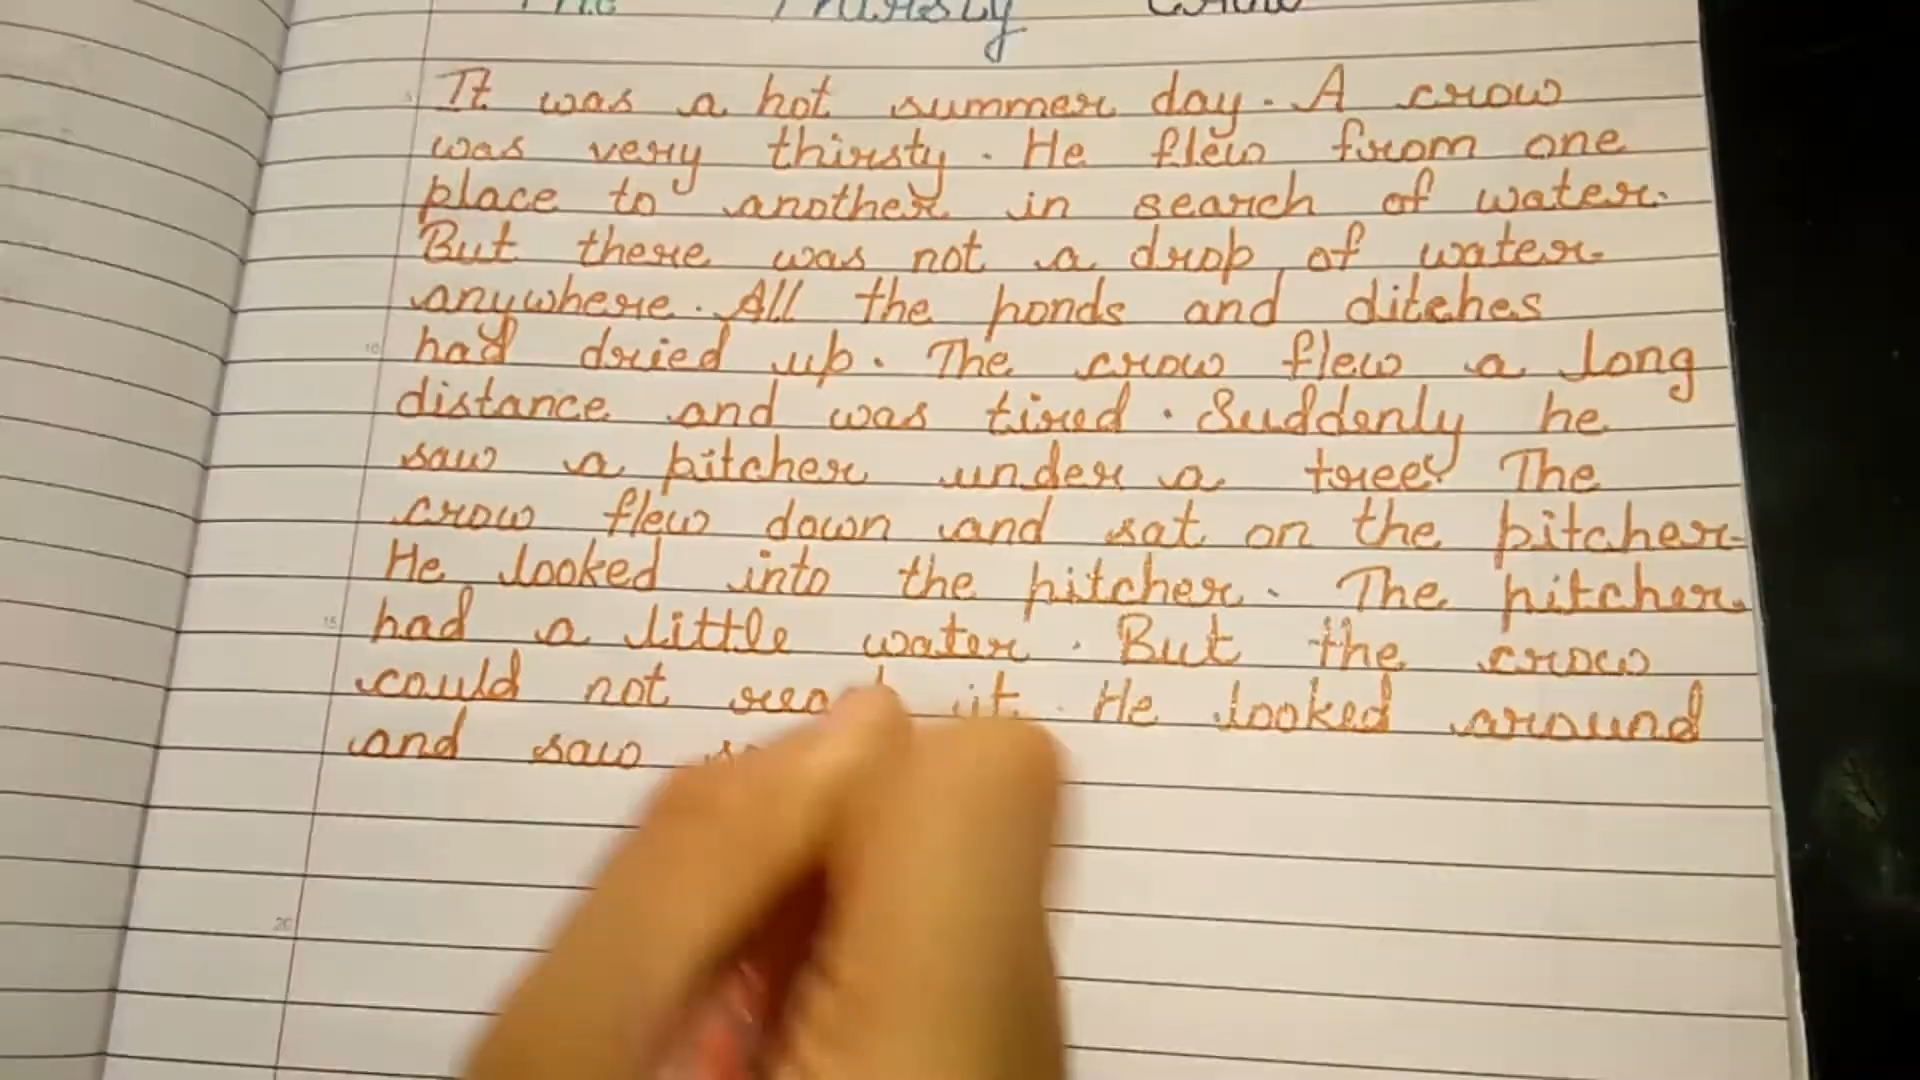 The Thirsty Crow
It was a hot summer day. A crow
was very thirsty. He flew from one
place to another in search of water.
But there was not a drop of water
anywhere. All the ponds and ditches
had dried up. The crow flew a long
distance and was tired. Suddenly he
saw a pitcher under a tree. The
crow flew down and sat on the pitcher.
He looked into the pitcher. The pitcher
had a little water. But the crow
could not reach it. He looked around
and saw